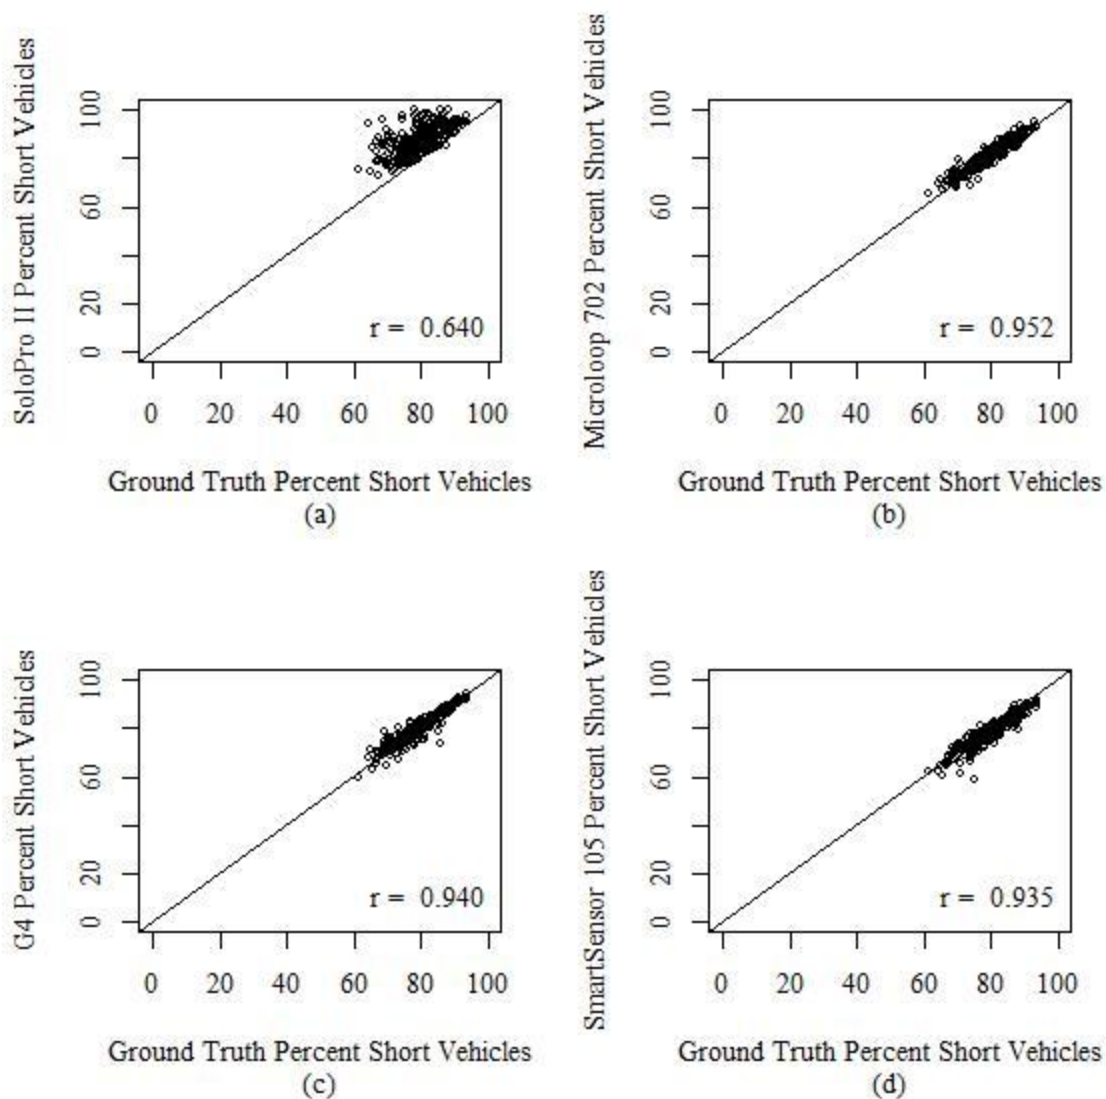 SoloPro II Percent Short Vehicles
100
60
20
0
r = 0.640
0 20 40 60 80 100
Ground Truth Percent Short Vehicles
(a)
Microloop 702 Percent Short Vehicles
100
60
20
0
r = 0.952
0 20 40 60 80 100
Ground Truth Percent Short Vehicles
(b)
G4 Percent Short Vehicles
100
60
20
0
r = 0.940
0 20 40 60 80 100
Ground Truth Percent Short Vehicles
(c)
SmartSensor 105 Percent Short Vehicles
100
60
20
0
r = 0.935
0 20 40 60 80 100
Ground Truth Percent Short Vehicles
(d)